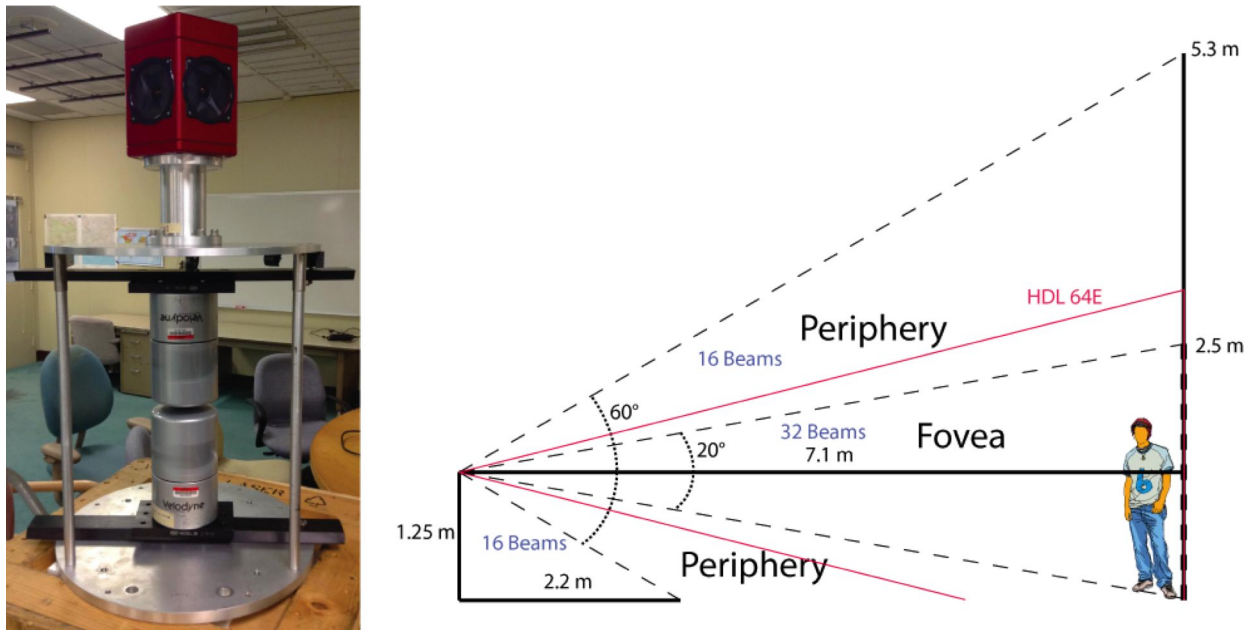 Velodyne
Velodyne
LASER
5.3 m
HDL 64E
Periphery
16 Beams
2.5 m
60°
32 Beams
Fovea
20°
7.1 m
1.25 m
16 Beams
Periphery
2.2 m